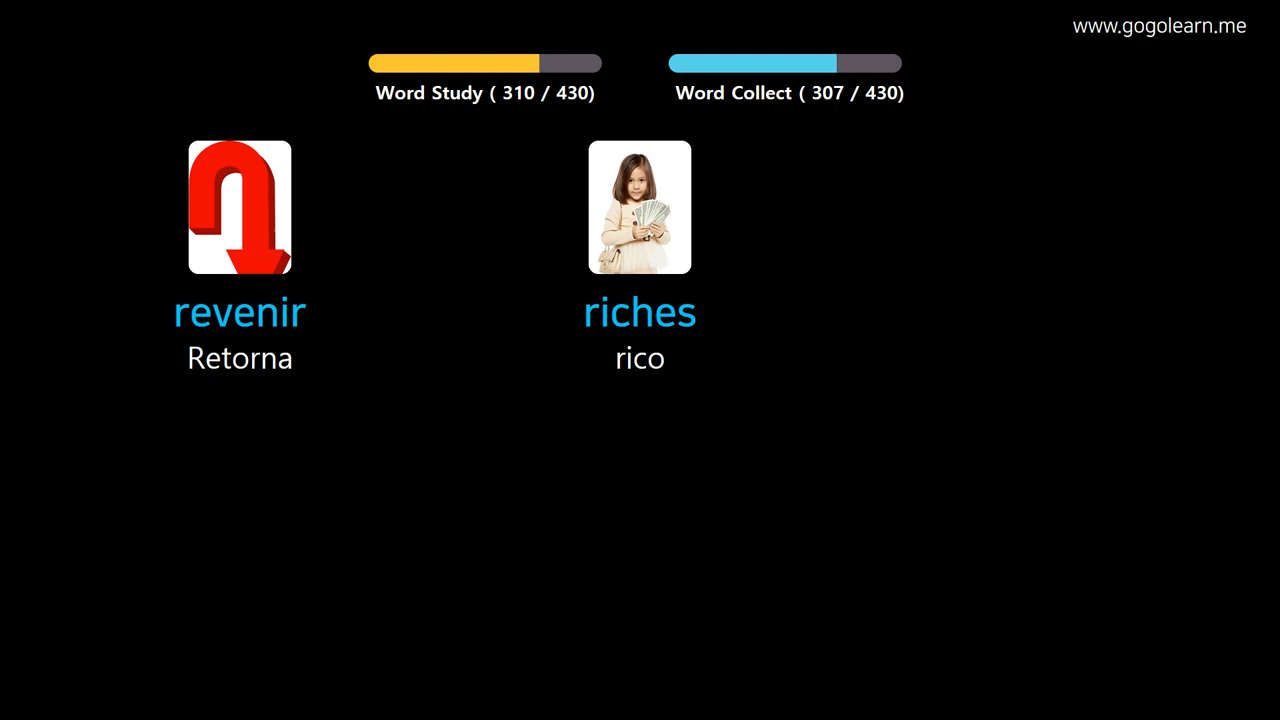 www.gogolearn.me
Word Study ( 310 / 430)
Word Collect ( 307 / 430)
revenir
Retorna
riches
rico